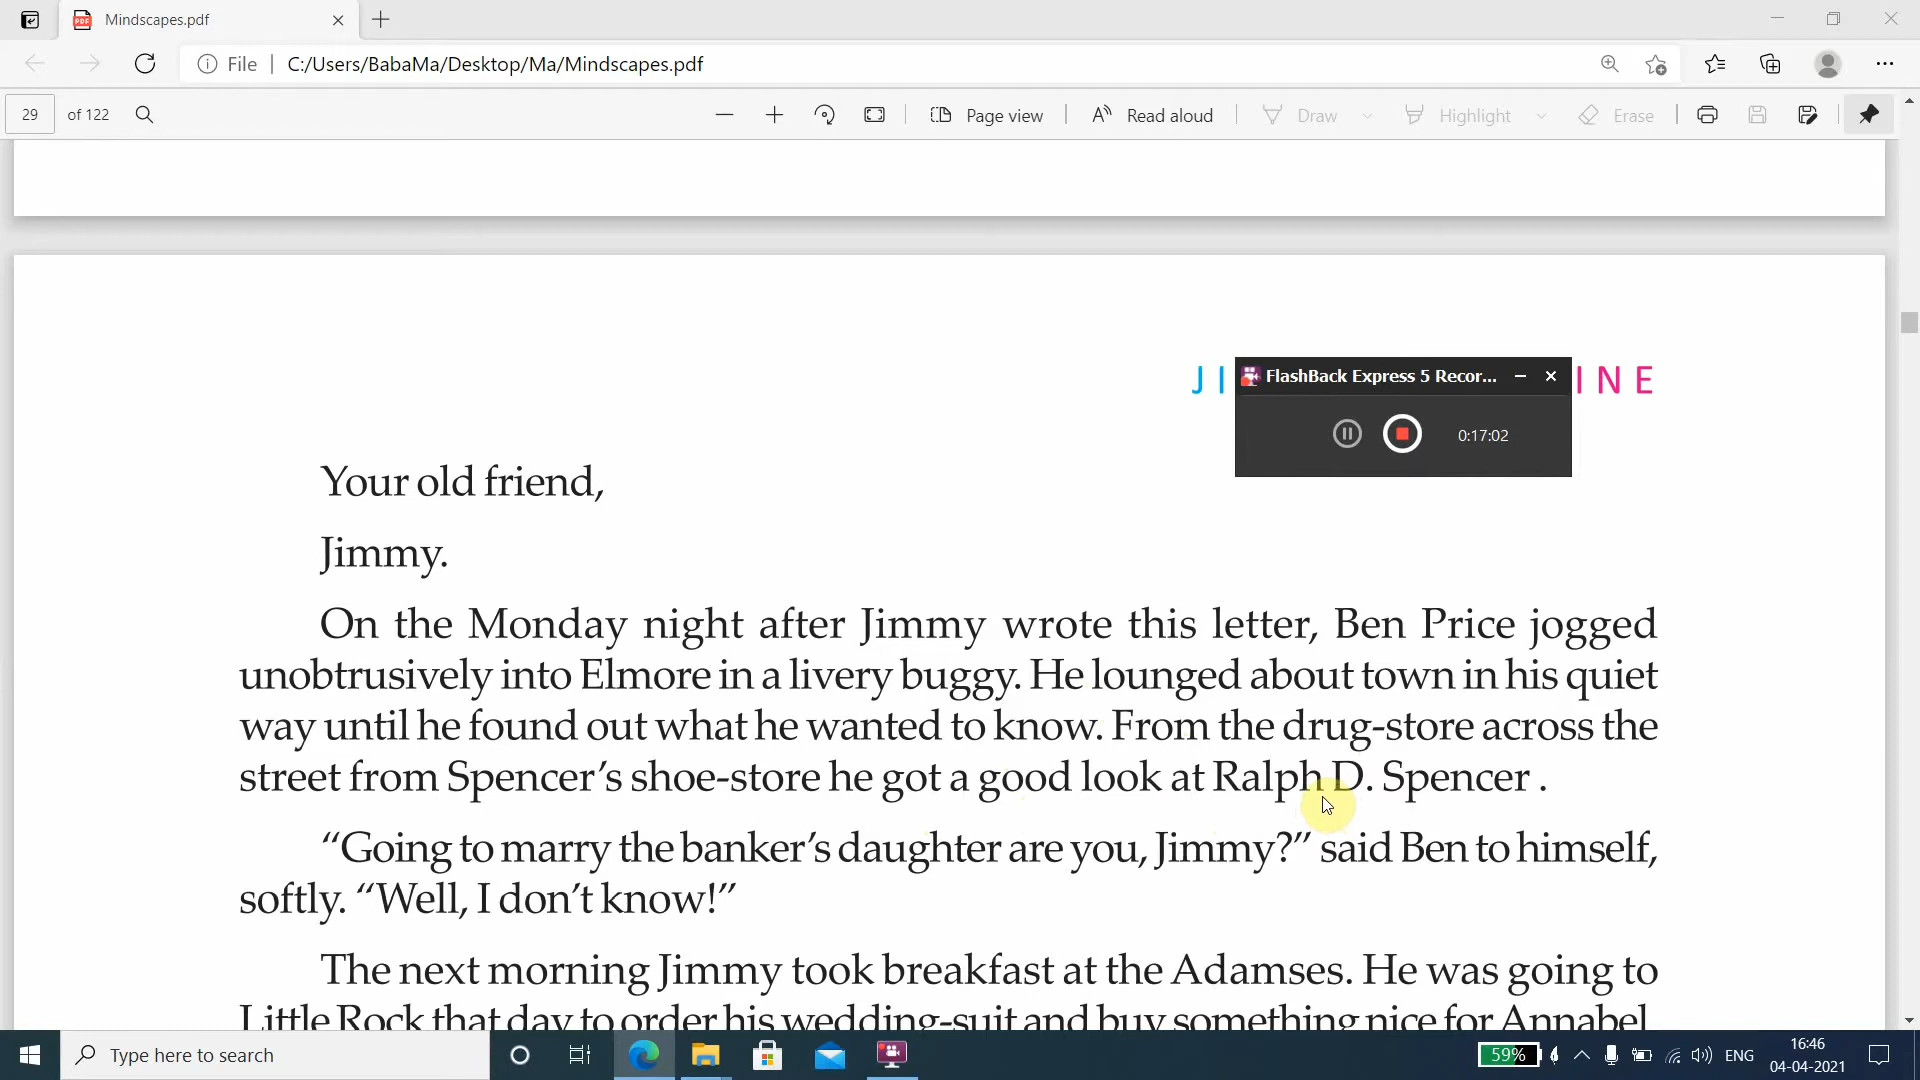 Mindscapes.pdf
File
C:/Users/BabaMa/Desktop/Ma/Mindscapes.pdf
29 of 122
Page view
Read aloud
Draw
Highlight
Erase
J I
I N E
FlashBack Express 5 Recor...
0:17:02
Your old friend,
Jimmy.
On the Monday night after Jimmy wrote this letter, Ben Price jogged
unobtrusively into Elmore in a livery buggy. He lounged about town in his quiet
way until he found out what he wanted to know. From the drug-store across the
street from Spencer’s shoe-store he got a good look at Ralph D. Spencer .
“Going to marry the banker’s daughter are you, Jimmy?” said Ben to himself,
softly. “Well, I don’t know!”
The next morning Jimmy took breakfast at the Adamses. He was going to
Little Rock that day to order his wedding-suit and buy something nice for Annabel.
Type here to search
59%
ENG
16:46
04-04-2021